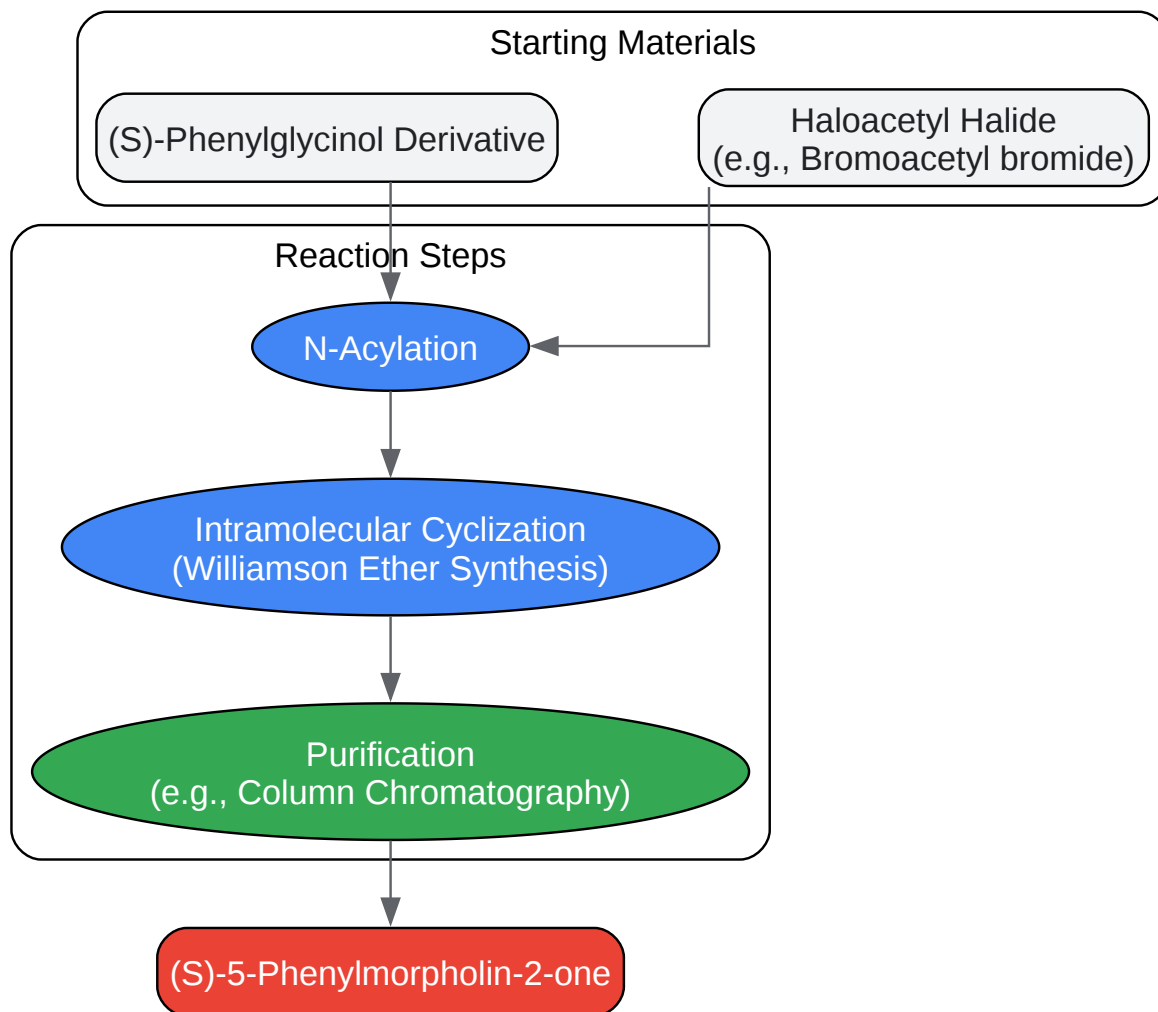 Starting Materials
(S)-Phenylglycinol Derivative
Haloacetyl Halide
(e.g., Bromoacetyl bromide)
Reaction Steps
N-Acylation
Intramolecular Cyclization
(Williamson Ether Synthesis)
Purification
(e.g., Column Chromatography)
(S)-5-Phenylmorpholin-2-one